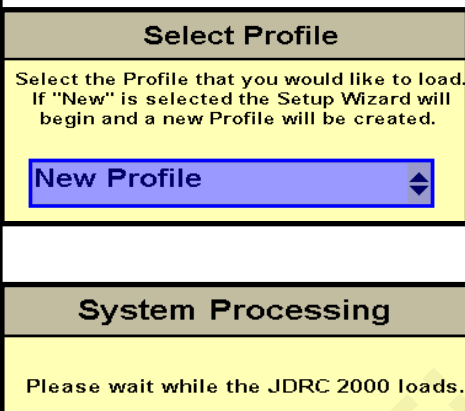 Select Profile
Select the Profile that you would like to load.
If "New" is selected the Setup Wizard will
begin and a new Profile will be created.
New Profile
System Processing
Please wait while the JDRC 2000 loads.